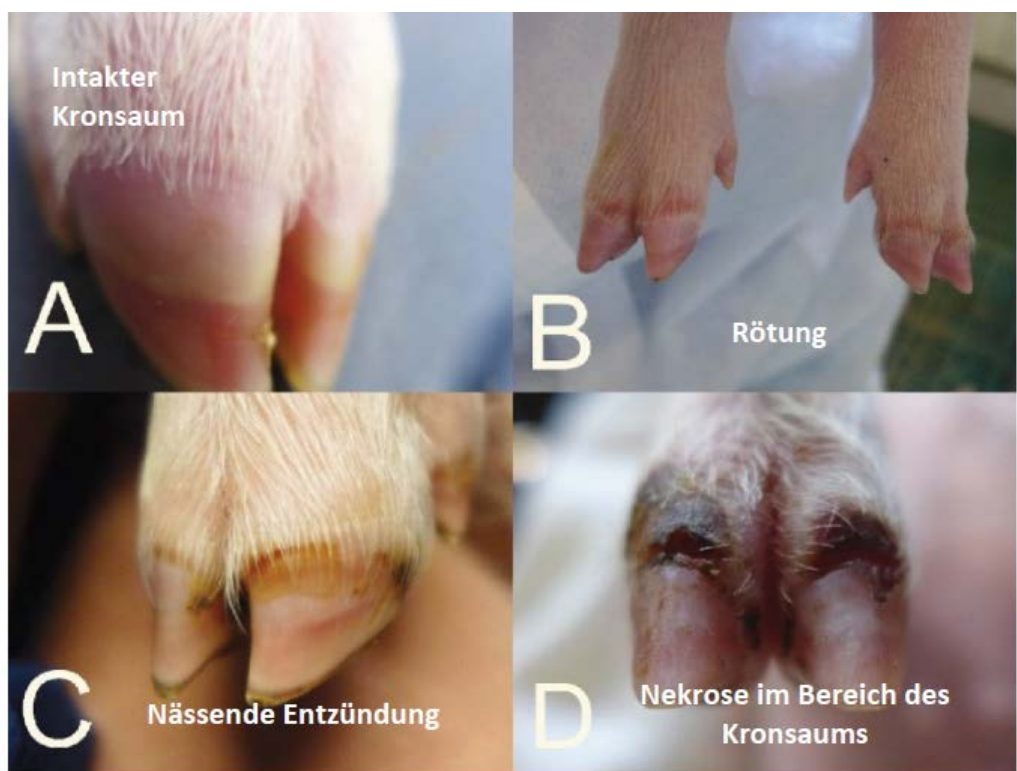 Intakter
Kronsaum
A
B
Rötung
C
Nässende Entzündung
D
Nekrose im Bereich des
Kronsaums